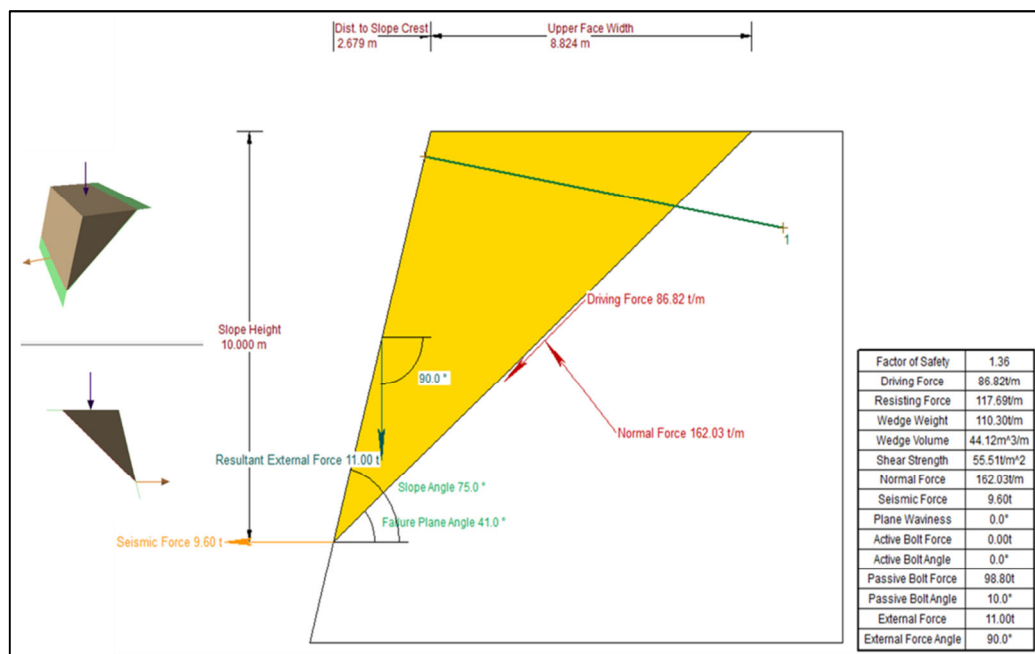 Dist. to Slope Crest
2.679 m
Upper Face Width
8.824 m
1
Driving Force 86.82 t/m
Slope Height
10.000 m
90.0 °
Normal Force 162.03 t/m
Resultant External Force 11.00 t
Slope Angle 75.0 °
Failure Plane Angle 41.0 °
Seismic Force 9.60 t
Factor of Safety 1.36
Driving Force 86.82t/m
Resisting Force 117.69t/m
Wedge Weight 110.30t/m
Wedge Volume 44.12m^3/m
Shear Strength 55.51t/m^2
Normal Force 162.03t/m
Seismic Force 9.60t
Plane Waviness 0.0°
Active Bolt Force 0.00t
Active Bolt Angle 0.0°
Passive Bolt Force 98.80t
Passive Bolt Angle 10.0°
External Force 11.00t
External Force Angle 90.0°